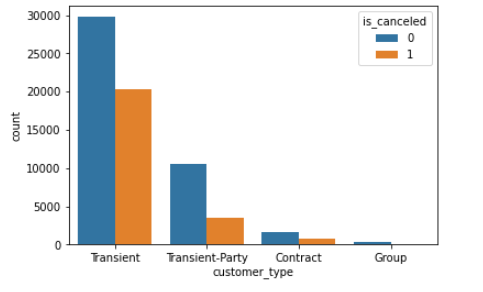 is_canceled
0
1
30000
25000
20000
15000
10000
5000
0
count
Transient
Transient-Party
Contract
Group
customer_type